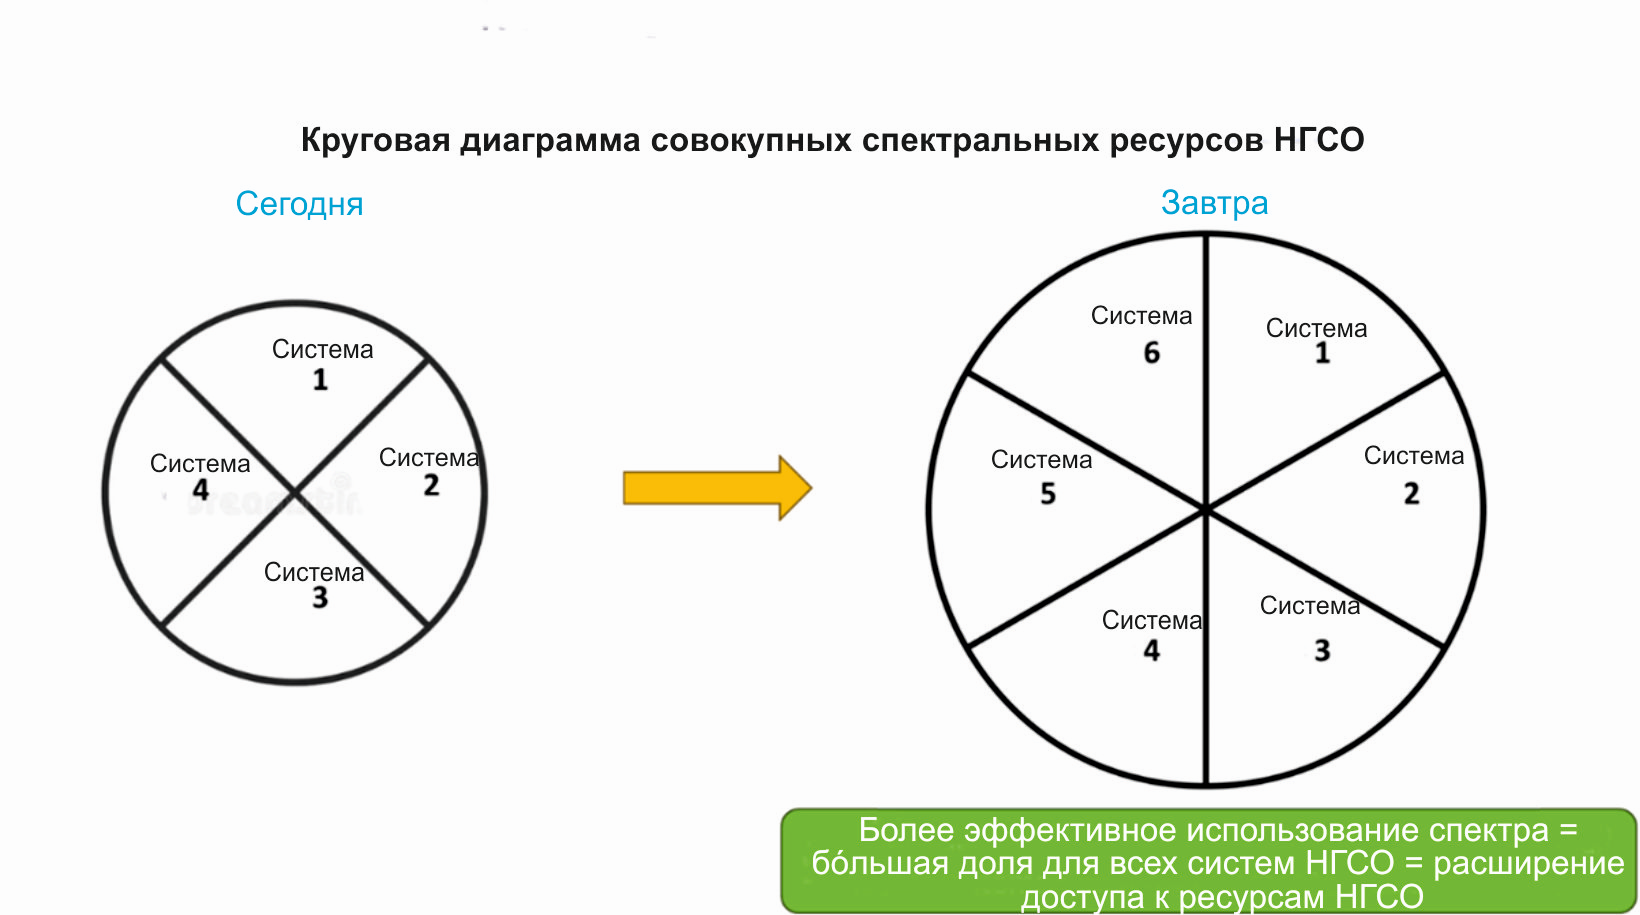 Круговая диаграмма совокупных спектральных ресурсов НГСО
Сегодня
Система
1
Система
2
Система
3
Система
4
Завтра
Система
1
Система
2
Система
3
Система
4
Система
5
Система
6
Более эффективное использование спектра =
бо́льшая доля для всех систем НГСО = расширение
доступа к ресурсам НГСО